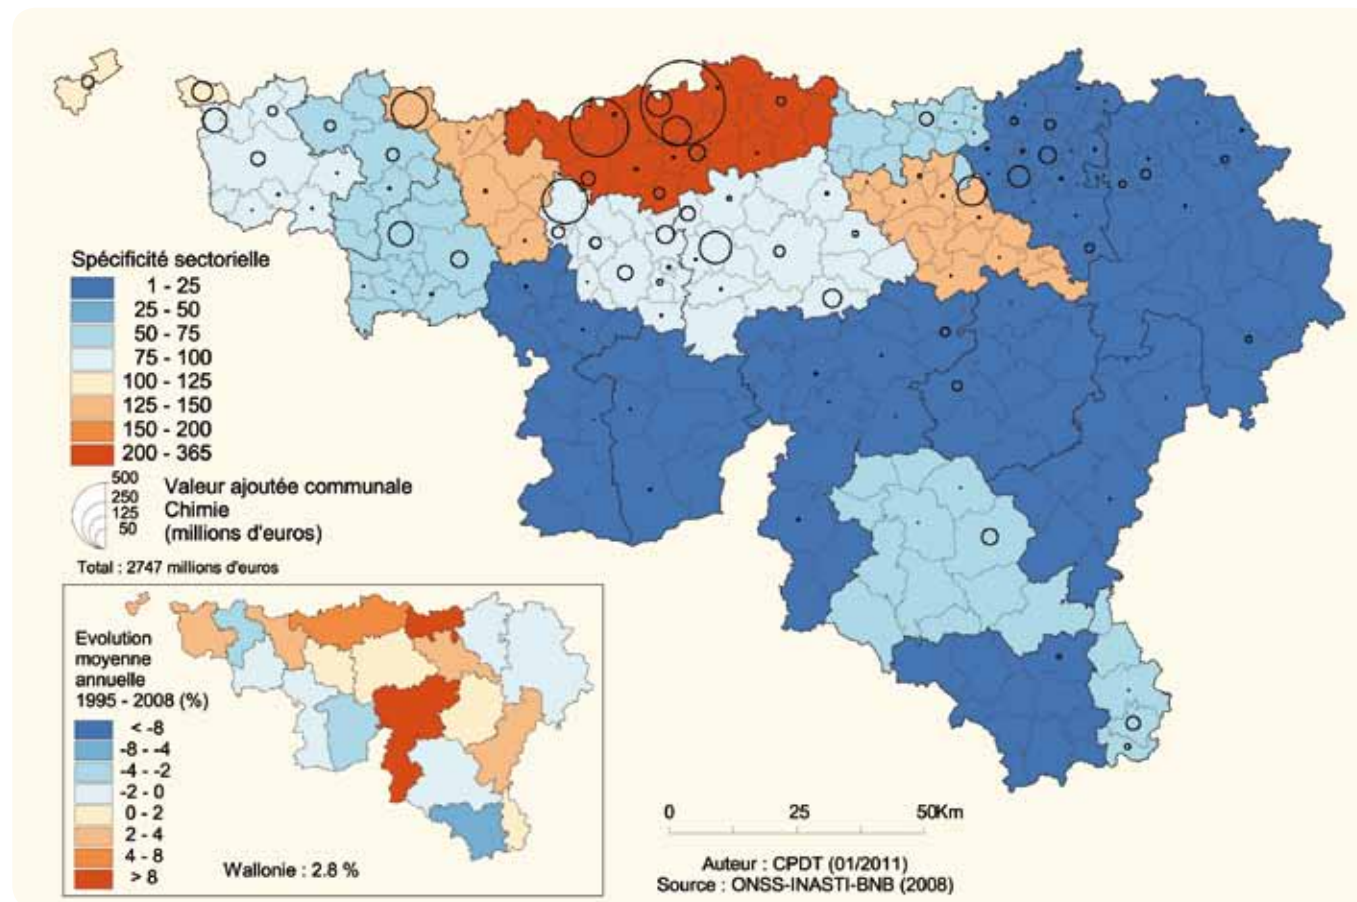 Spécificité sectorielle
1 - 25
25 - 50
50 - 75
75 - 100
100 - 125
125 - 150
150 - 200
200 - 365
500
250
125
50
Valeur ajoutée communale
Chimie
(millions d'euros)
Total : 2747 millions d'euros
Evolution
moyenne
annuelle
1995 - 2008 (%)
< -8
-8 - -4
-4 - -2
-2 - 0
0 - 2
2 - 4
4 - 8
> 8
Wallonie : 2.8 %
0 25 50Km
Auteur : CPDT (01/2011)
Source : ONSS-INASTI-BNB (2008)